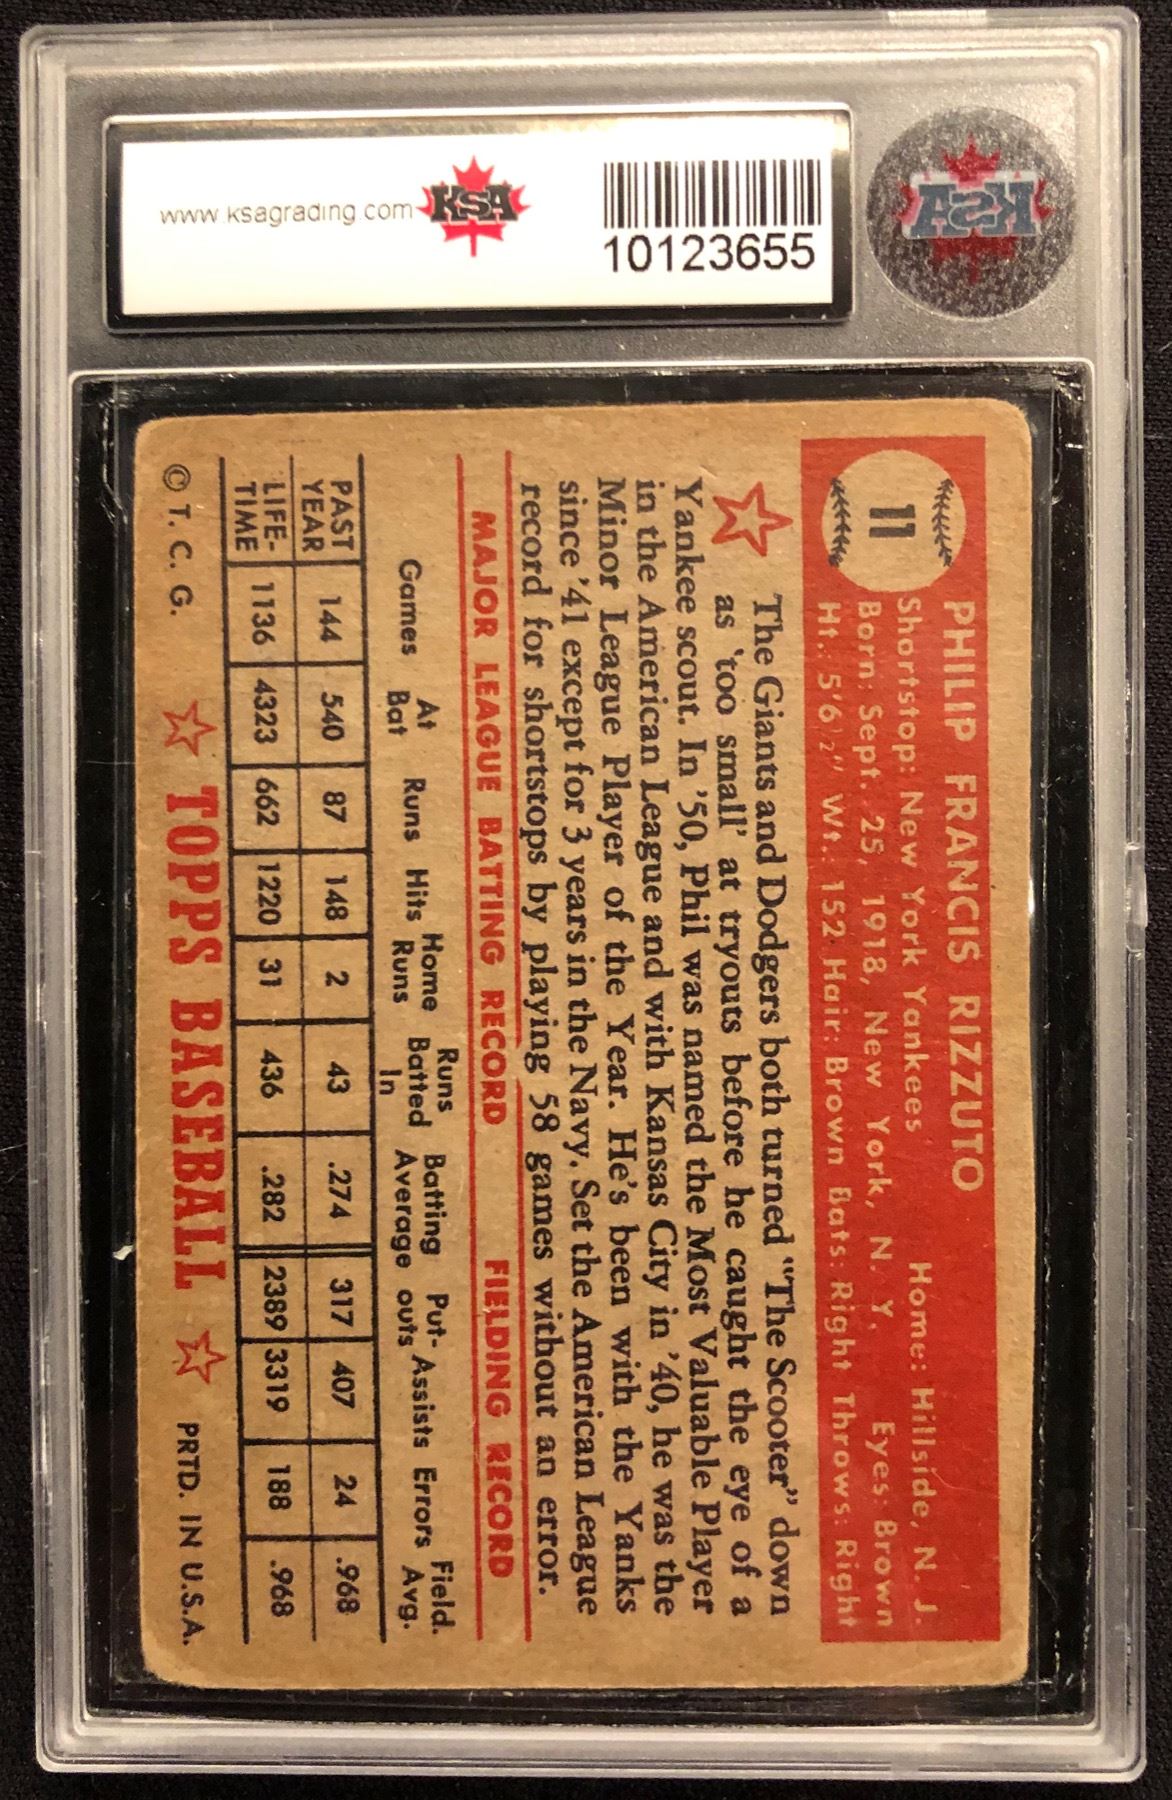 www.ksagrading.com
KSA
10123655
KSA
11
PHILIP FRANCIS RIZZUTO
Shortstop: New York Yankees Home: Hillside, N. J.
Born: Sept. 25, 1918, New York, N. Y. Eyes: Brown
Ht.: 5'6½" Wt.: 152 Hair: Brown Bats: Right Throws: Right
The Giants and Dodgers both turned "The Scooter" down
as 'too small' at tryouts before he caught the eye of a
Yankee scout. In '50, Phil was named the Most Valuable Player
in the American League and with Kansas City in '40, he was the
Minor League Player of the Year. He's been with the Yanks
since '41 except for 3 years in the Navy. Set the American League
record for shortstops by playing 58 games without an error.
MAJOR LEAGUE BATTING RECORD FIELDING RECORD
Games At Bat Runs Hits Home Runs Runs Batted In Batting Average Put-outs Assists Errors Field. Avg.
PAST YEAR 144 540 87 148 2 43 .274 317 407 24 .968
LIFE-TIME 1136 4323 662 1220 31 436 .282 2389 3319 188 .968
© T. C. G. TOPPS BASEBALL PRTD. IN U.S.A.